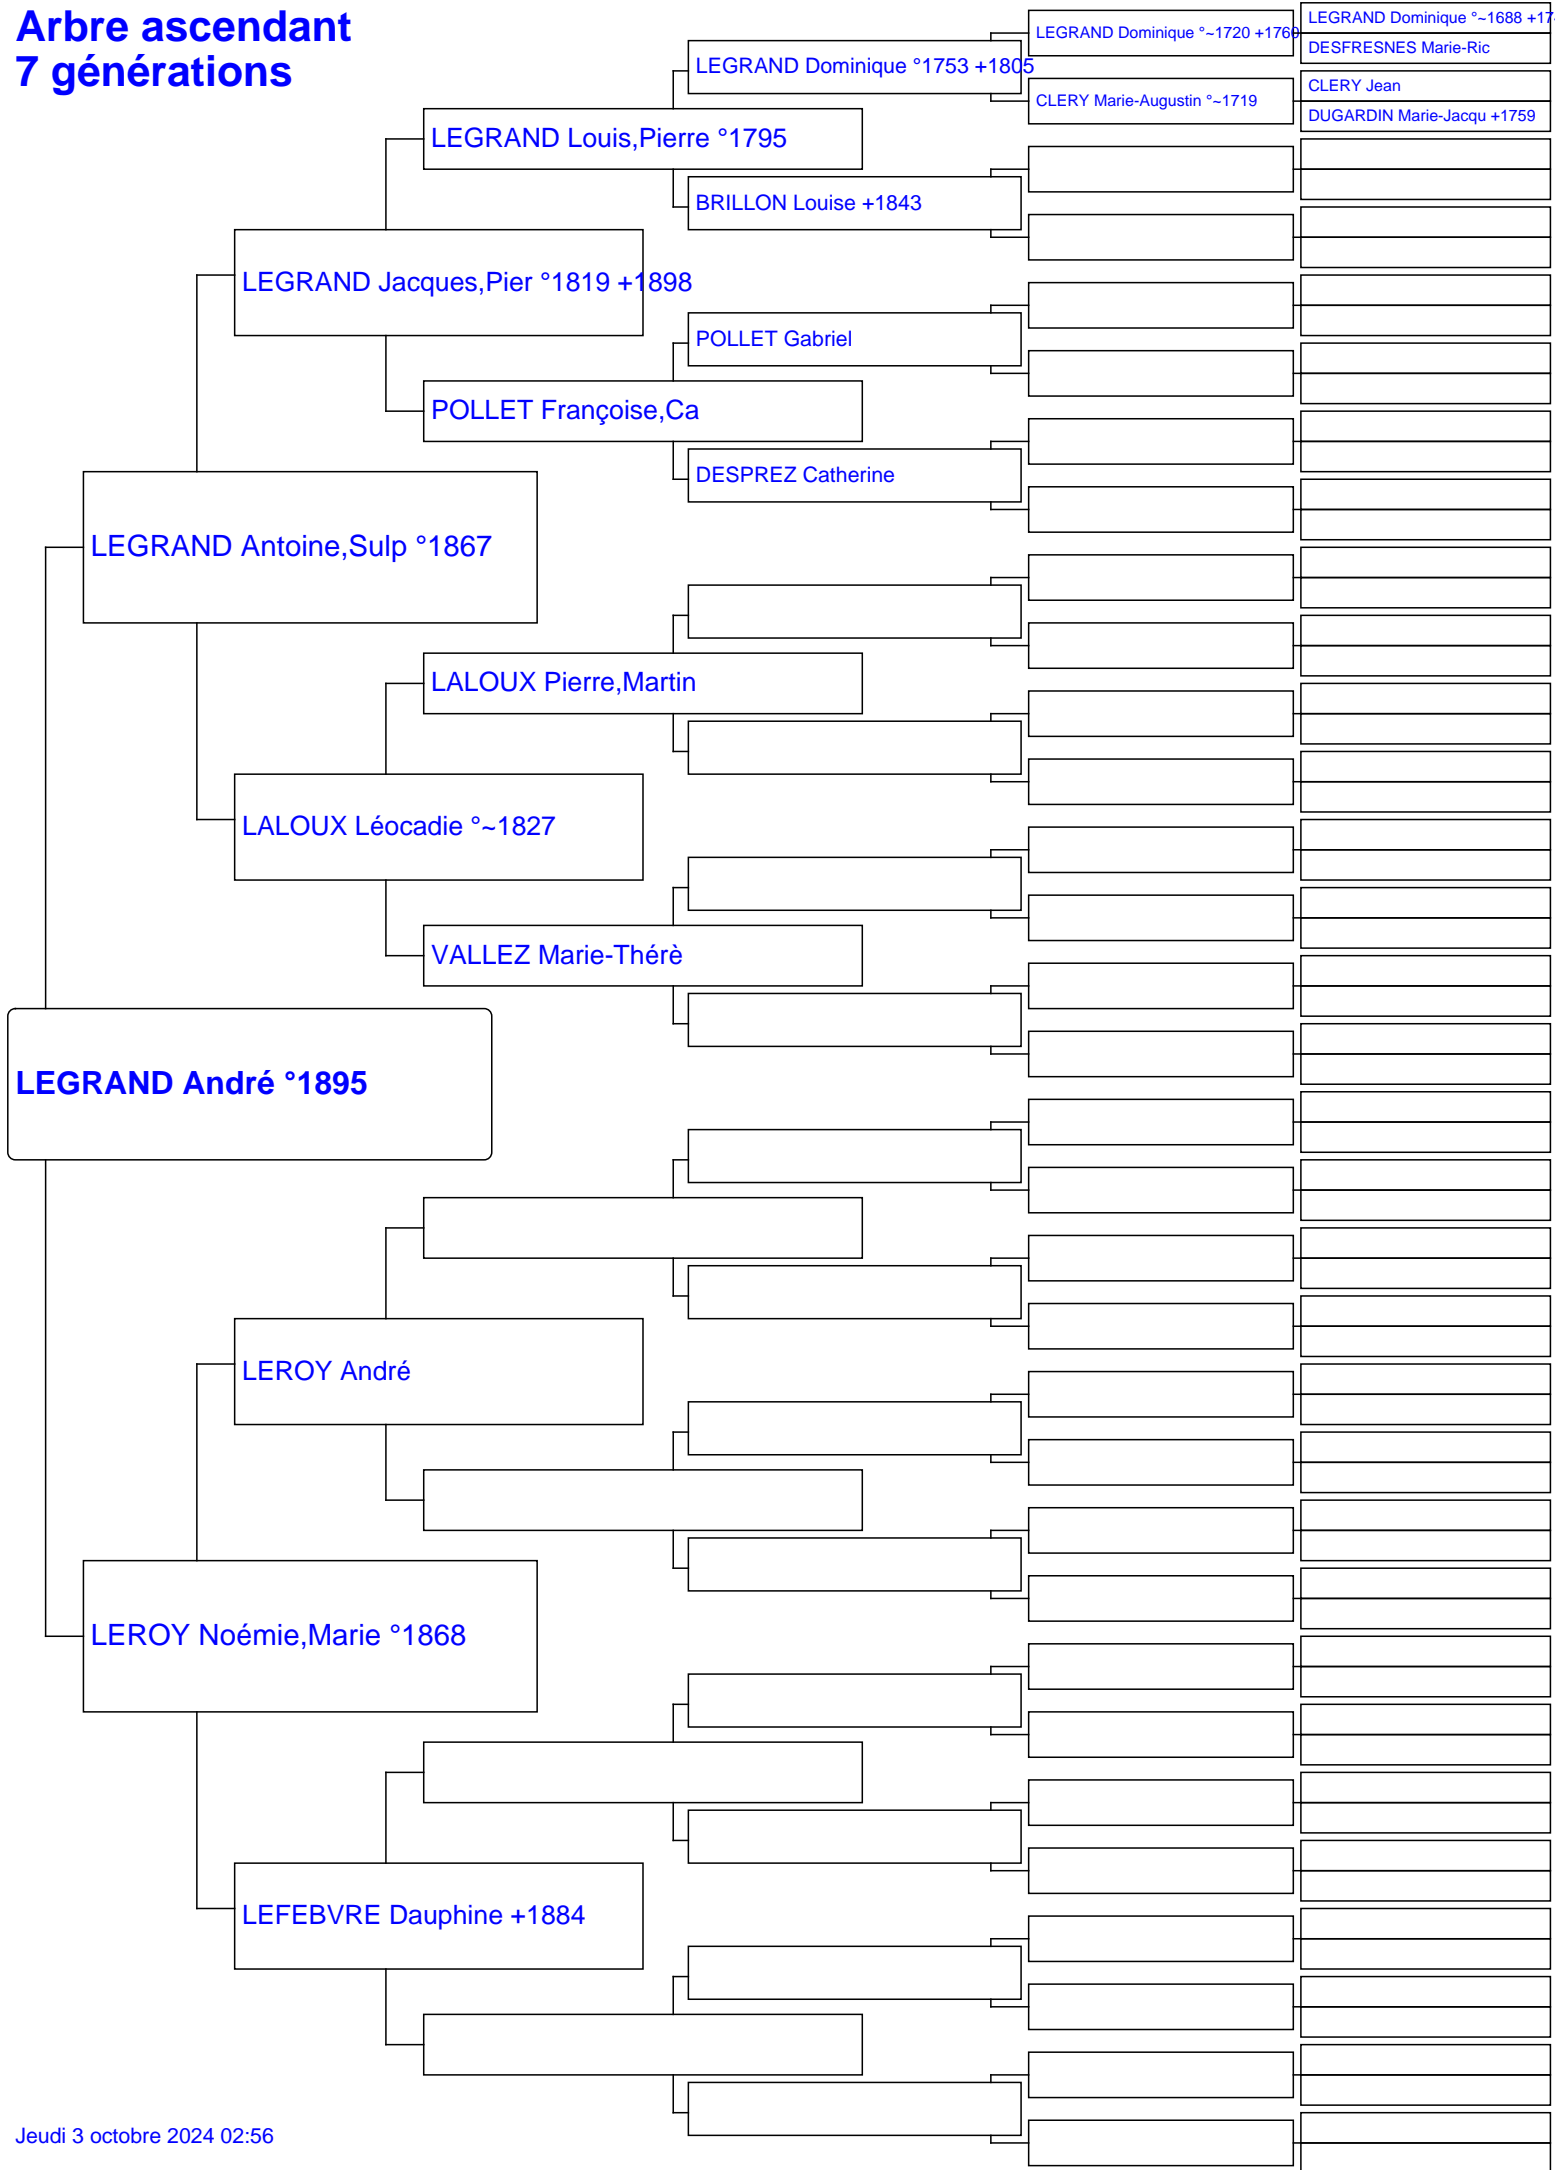 Arbre ascendant
7 générations
LEGRAND Dominique °~1688 +17
LEGRAND Dominique °~1720 +1760
DESFRESNES Marie-Ric
LEGRAND Dominique °1753 +1805
CLERY Jean
CLERY Marie-Augustin °~1719
DUGARDIN Marie-Jacqu +1759
LEGRAND Louis,Pierre °1795
BRILLON Louise +1843
LEGRAND Jacques,Pier °1819 +1898
POLLET Gabriel
POLLET Françoise,Ca
DESPREZ Catherine
LEGRAND Antoine,Sulp °1867
LALOUX Pierre,Martin
LALOUX Léocadie °~1827
VALLEZ Marie-Thérè
LEGRAND André °1895
LEROY André
LEROY Noémie,Marie °1868
LEFEBVRE Dauphine +1884
Jeudi 3 octobre 2024 02:56